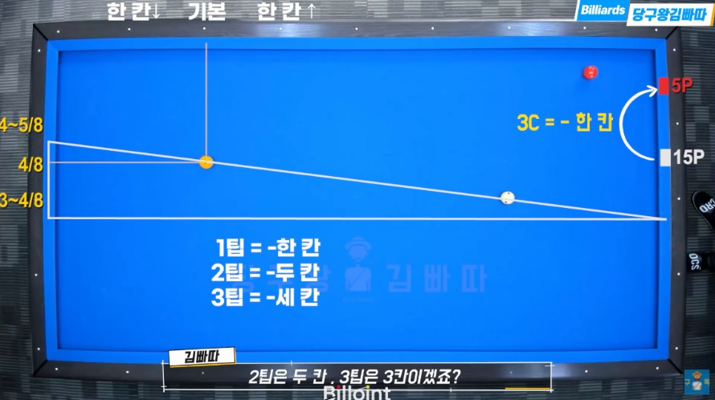 한 칸↓ 기본 한 칸↑
Billiards 당구왕김빠따
5P
4~5/8
3C = - 한 칸
4/8
15P
3~4/8
1팁 = -한 칸
2팁 = -두 칸
3팁 = -세 칸
김빠따
김빠따
2팁은 두 칸 , 3팁은 3칸이겠죠?
Billoint